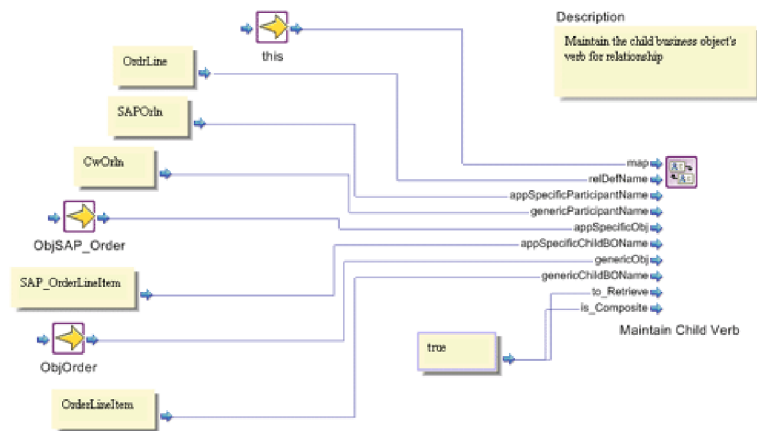 Description
Maintain the child business object's
verb for relationship
this
OrdrLine
SAPOrln
CwOrln
ObjSAP_Order
SAP_OrderLineItem
ObjOrder
OrderLineItem
true
map
relDefName
appSpecificParticipantName
genericParticipantName
appSpecificObj
appSpecificChildBOName
genericObj
genericChildBOName
to_Retrieve
is_Composite
Maintain Child Verb